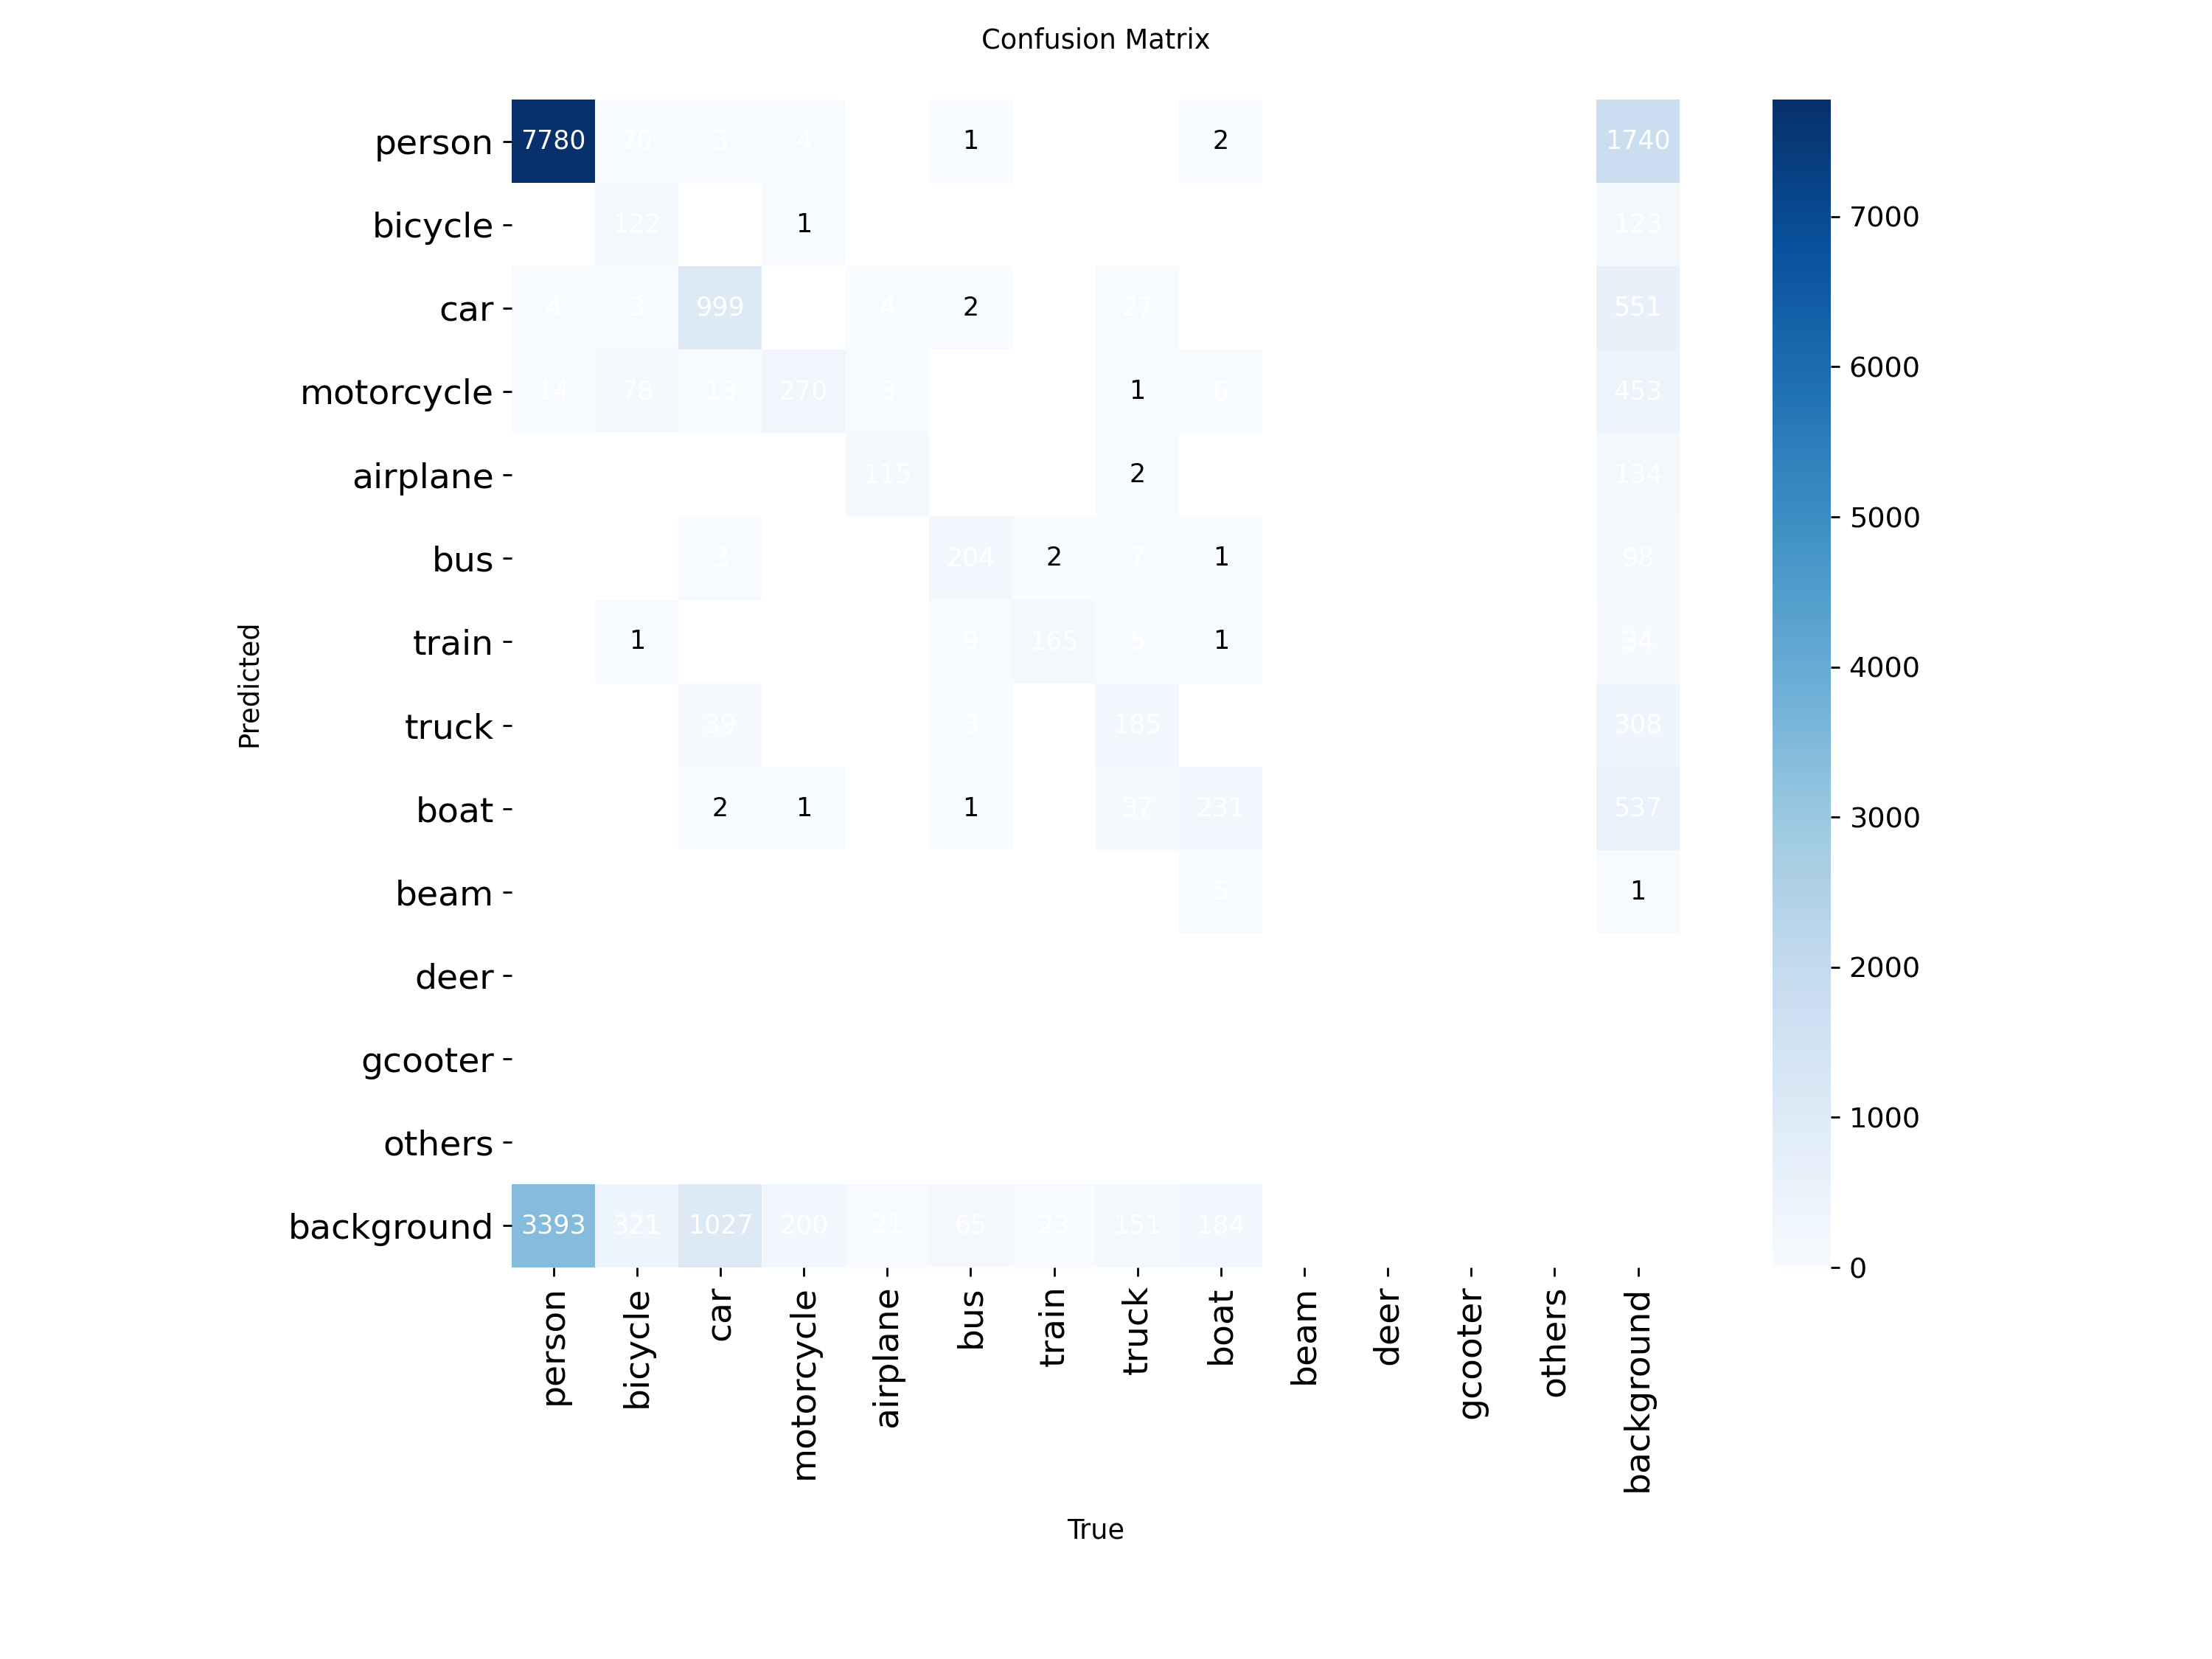 Confusion Matrix
person 7780 20 3 4 1 2 1740
bicycle 122 1 123
car 4 3 999 4 2 27 551
motorcycle 14 78 13 270 3 1 6 453
airplane 115 2 134
bus 3 204 2 7 1 98
train 1 9 165 5 1 34
truck 39 3 185 308
boat 2 1 1 37 231 537
beam 5 1
deer
gcooter
others
background 3393 321 1027 200 21 65 23 151 184
Predicted
person bicycle car motorcycle airplane bus train truck boat beam deer gcooter others background
True
7000
6000
5000
4000
3000
2000
1000
0